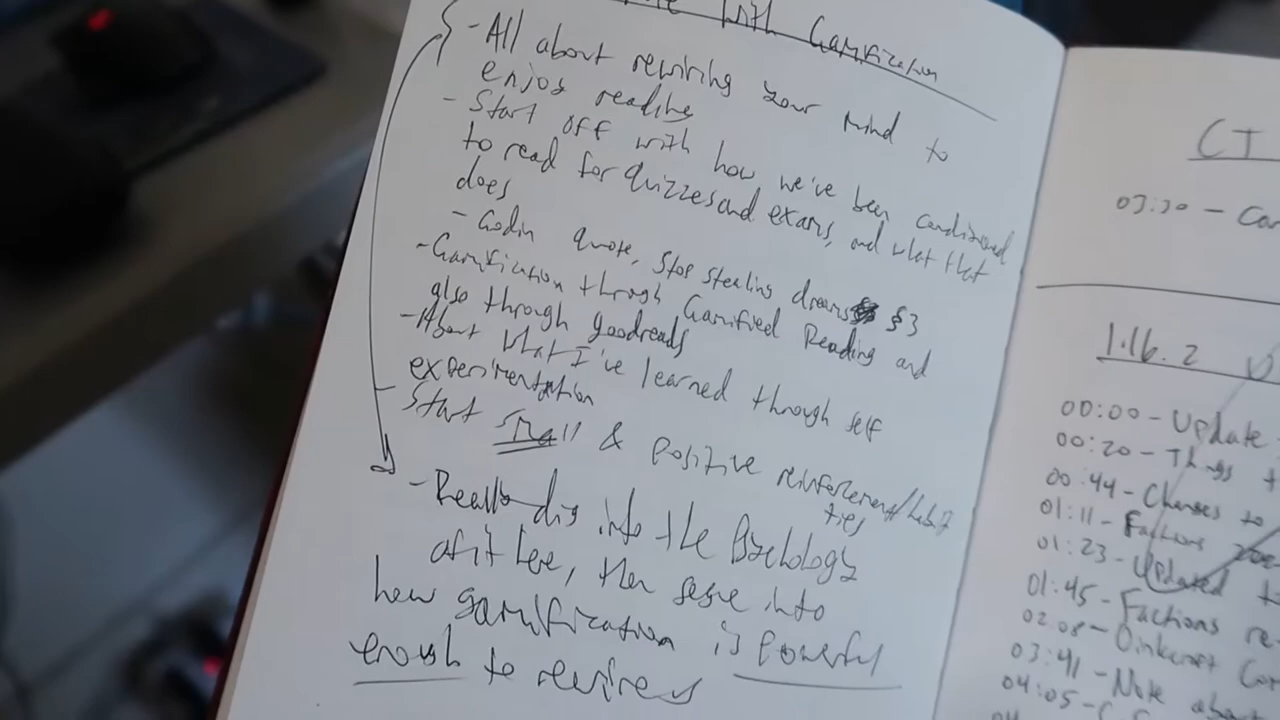 with Gamification
- All about rewiring your mind to
enjoy reading
- Start off with how we've been conditioned
to read for quizzes and exams, and what that
does
- Godin quote, Stop stealing dreams §3
- Gamification through Gamified Reading and
also through goodreads
- About what I've learned through self
experimentation
- Start small & positive reinforcement/habit
ties
- Really dig into the Psychology
of it here, then segue into
how gamification is powerful
enough to rewire us
CT
03:30 -
1.16.2
00:00 - Update
00:20 - Things
00:44 - Changes to
01:11 - Factions
01:23 - Updated
01:45 - Factions re-
02:08 - Oinkcraft
03:41 - Note about
04:05 -